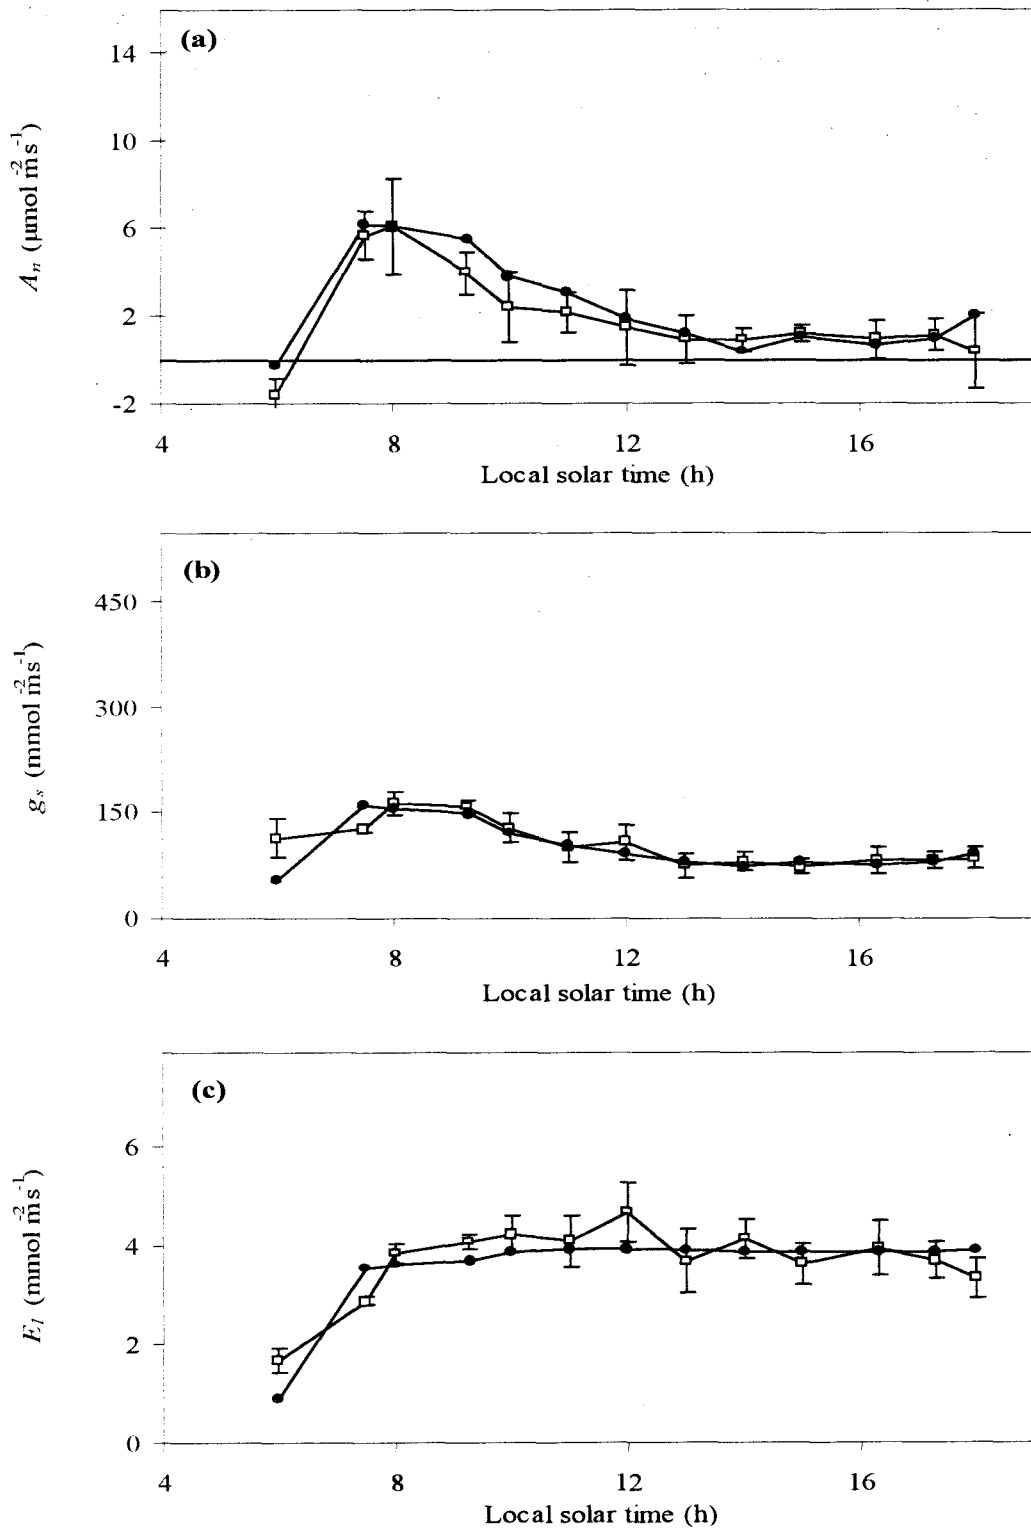 (a)
14
10
6
2
-2
A_n (µmol m⁻² s⁻¹)
4 8 12 16
Local solar time (h)
(b)
450
300
150
0
g_s (mmol m⁻² s⁻¹)
4 8 12 16
Local solar time (h)
(c)
6
4
2
0
E_l (mmol m⁻² s⁻¹)
4 8 12 16
Local solar time (h)